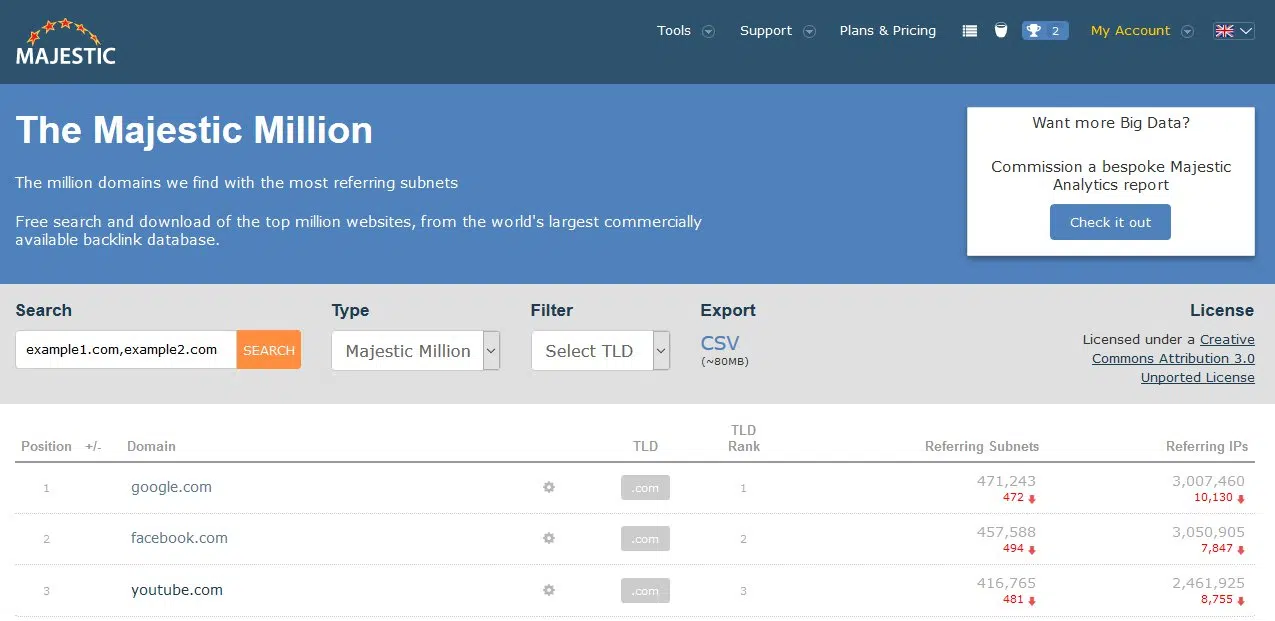 MAJESTIC
Tools Support Plans & Pricing 2 My Account
The Majestic Million
The million domains we find with the most referring subnets
Free search and download of the top million websites, from the world's largest commercially
available backlink database.
Want more Big Data?
Commission a bespoke Majestic
Analytics report
Check it out
Search Type Filter Export License
example1.com,example2.com SEARCH Majestic Million Select TLD CSV
(~80MB)
Licensed under a Creative
Commons Attribution 3.0
Unported License
Position +/- Domain TLD TLD Rank Referring Subnets Referring IPs
1 google.com .com 1 471,243 3,007,460
472 10,130
2 facebook.com .com 2 457,588 3,050,905
494 7,847
3 youtube.com .com 3 416,765 2,461,925
481 8,755